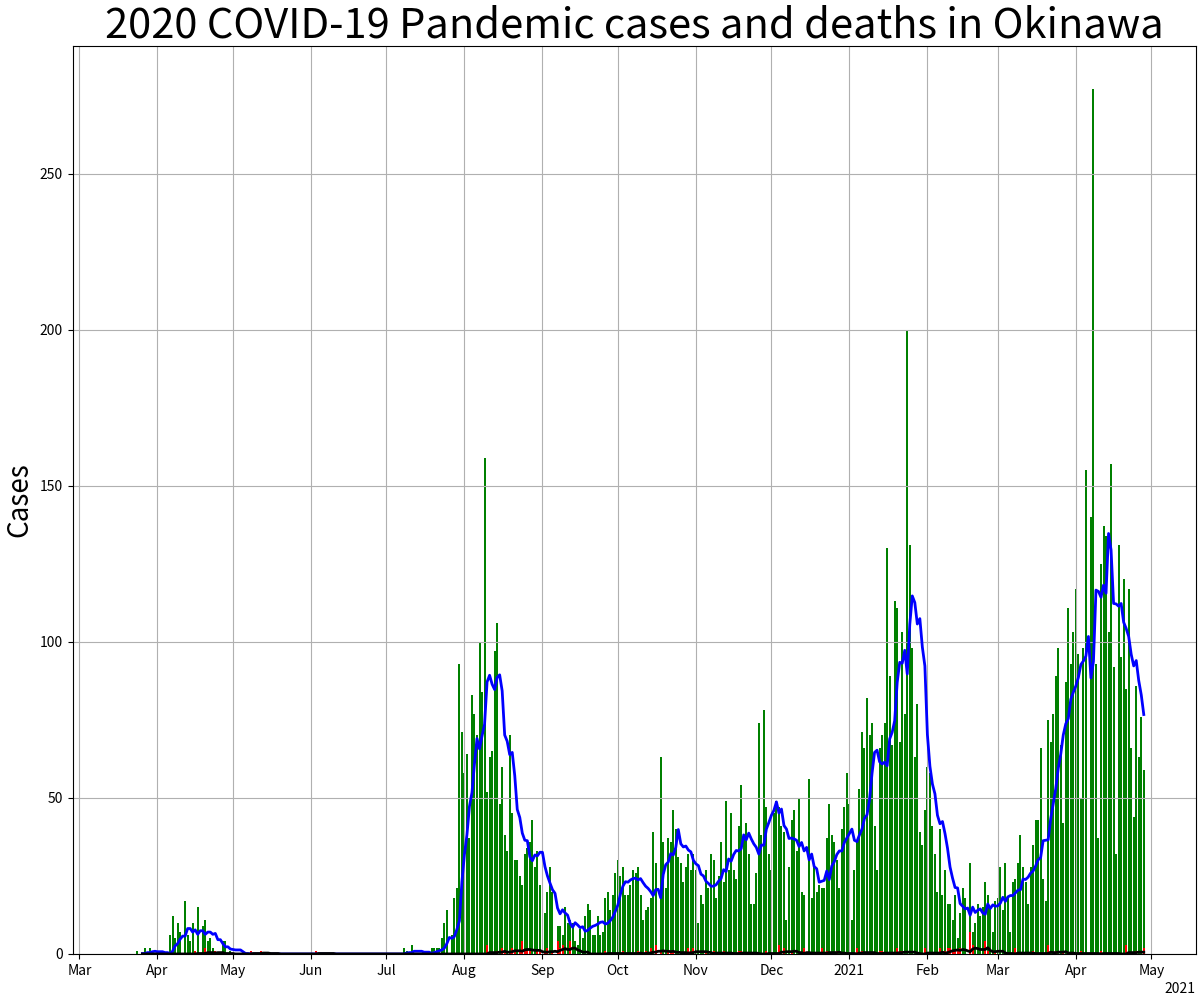 2020 COVID-19 Pandemic cases and deaths in Okinawa
Cases
250
200
150
100
50
0
Mar Apr May Jun Jul Aug Sep Oct Nov Dec 2021 Feb Mar Apr May
2021